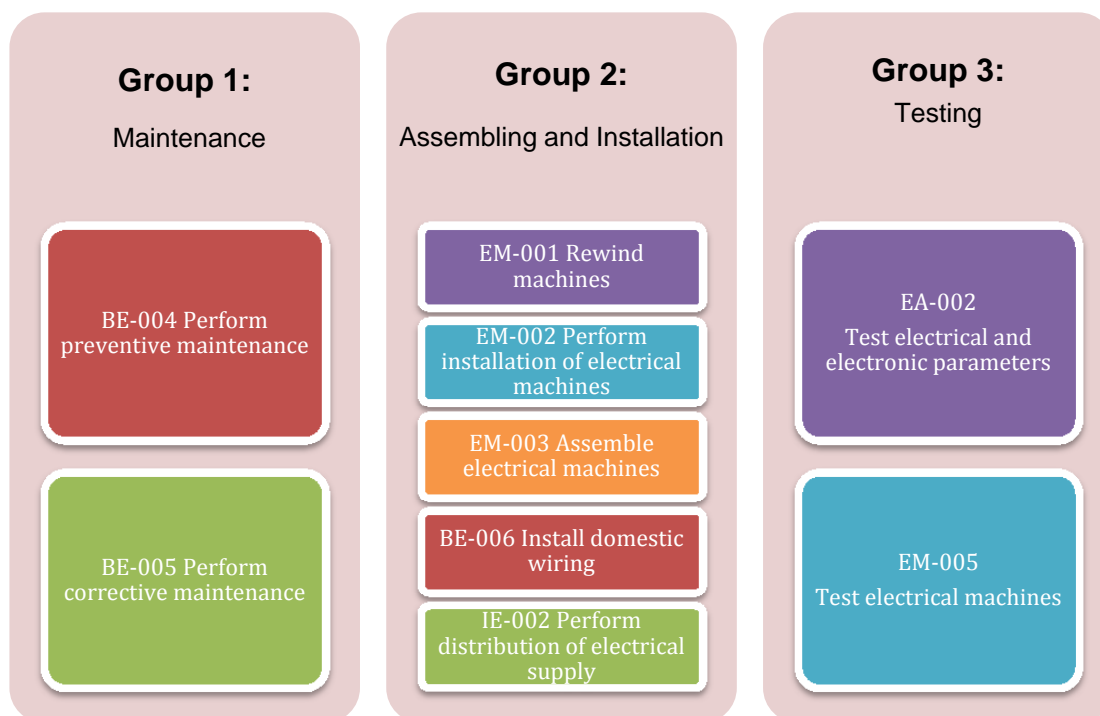 Group 1:
Maintenance
BE-004 Perform
preventive maintenance
BE-005 Perform
corrective maintenance
Group 2:
Assembling and Installation
EM-001 Rewind
machines
EM-002 Perform
installation of electrical
machines
EM-003 Assemble
electrical machines
BE-006 Install domestic
wiring
IE-002 Perform
distribution of electrical
supply
Group 3:
Testing
EA-002
Test electrical and
electronic parameters
EM-005
Test electrical machines